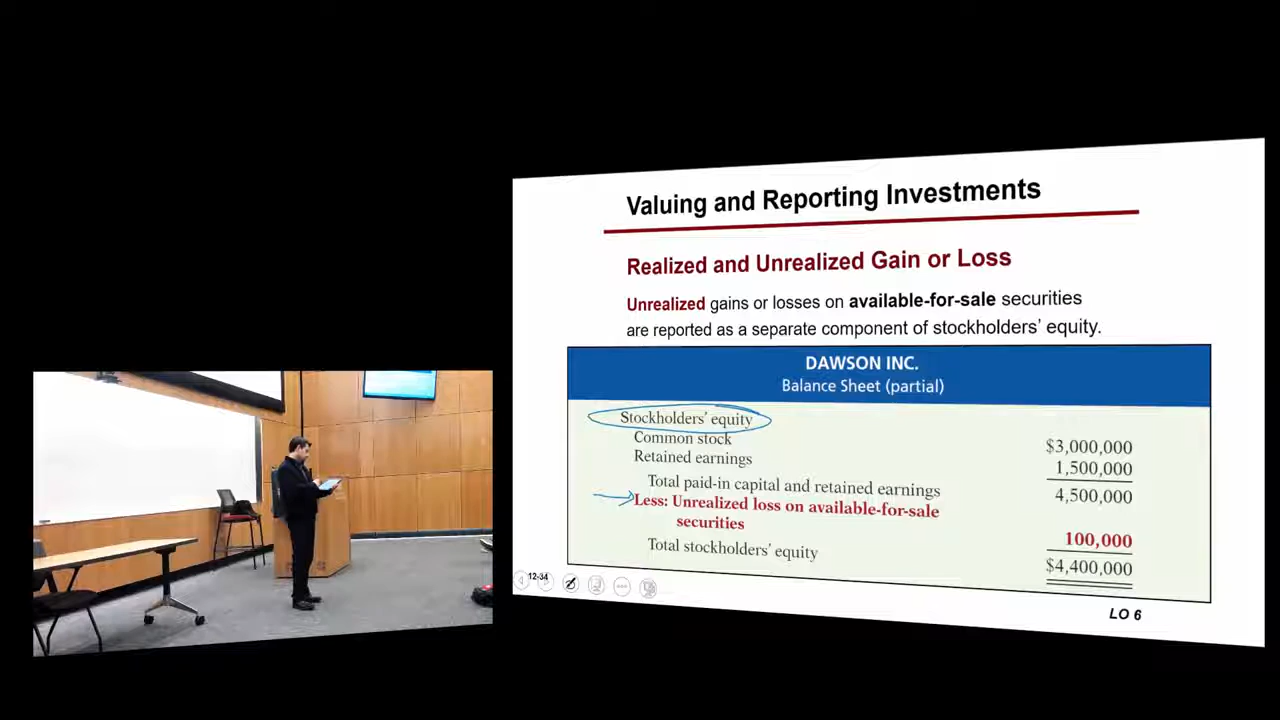 Valuing and Reporting Investments
Realized and Unrealized Gain or Loss
Unrealized gains or losses on available-for-sale securities
are reported as a separate component of stockholders' equity.
DAWSON INC.
Balance Sheet (partial)
Stockholders' equity
Common stock $3,000,000
Retained earnings 1,500,000
Total paid-in capital and retained earnings 4,500,000
Less: Unrealized loss on available-for-sale
securities 100,000
Total stockholders' equity $4,400,000
12-34
LO 6